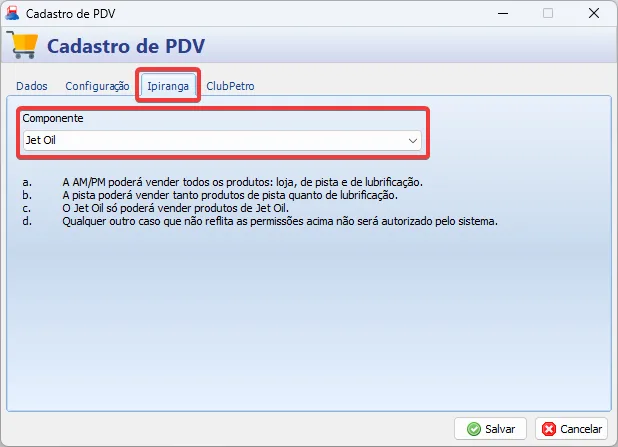 Cadastro de PDV
Cadastro de PDV
Dados Configuração Ipiranga ClubPetro
Componente
Jet Oil
a. A AM/PM poderá vender todos os produtos: loja, de pista e de lubrificação.
b. A pista poderá vender tanto produtos de pista quanto de lubrificação.
c. O Jet Oil só poderá vender produtos de Jet Oil.
d. Qualquer outro caso que não reflita as permissões acima não será autorizado pelo sistema.
Salvar Cancelar